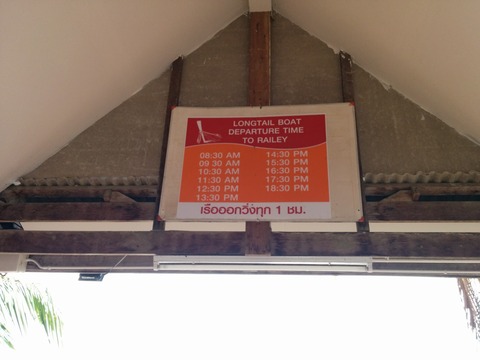 LONGTAIL BOAT
DEPARTURE TIME
TO RAILEY
08:30 AM
09 30 AM
10:30 AM
11:30 AM
12:30 PM
13:30 PM
14:30 PM
15:30 PM
16:30 PM
17:30 PM
18:30 PM
เรือออกวิ่งทุก 1 ชม.